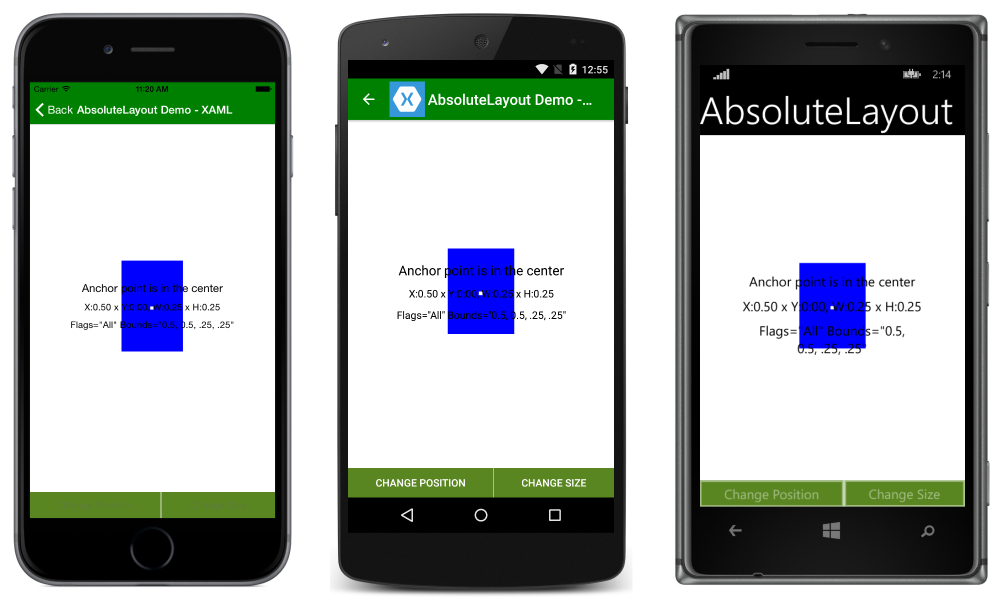 Carrier 11:20 AM
Back AbsoluteLayout Demo - XAML
Anchor point is in the center
X:0.50 x Y:0.00, W:0.25 x H:0.25
Flags="All" Bounds="0.5, 0.5, .25, .25"
12:55
AbsoluteLayout Demo -...
Anchor point is in the center
X:0.50 x Y:0.00, W:0.25 x H:0.25
Flags="All" Bounds="0.5, 0.5, .25, .25"
CHANGE POSITION CHANGE SIZE
2:14
AbsoluteLayout
Anchor point is in the center
X:0.50 x Y:0.00, W:0.25 x H:0.25
Flags="All" Bounds="0.5,
0.5, .25, .25"
Change Position Change Size